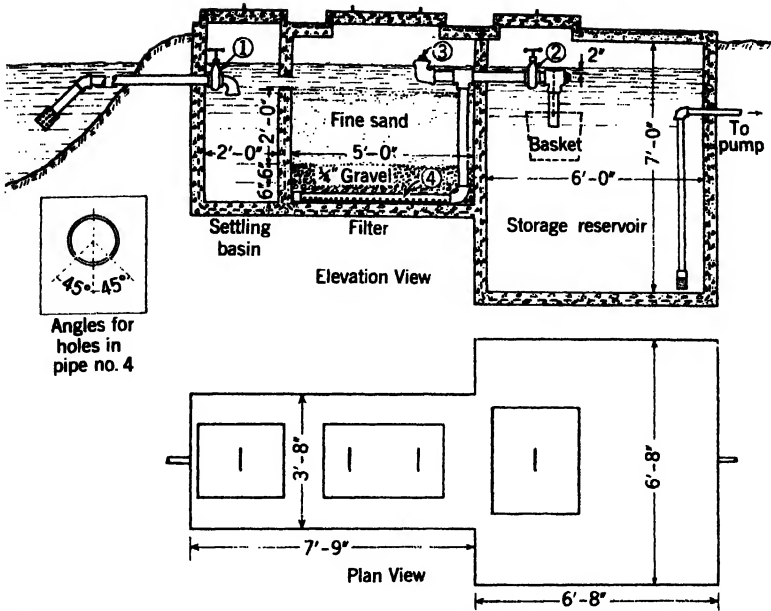 ①
③
②
2"
Fine sand
2'-0"
2'-0"
5'-0"
Basket
7'-0"
To
pump
6'-0"
¼" Gravel
④
6" 6"
Settling
basin
Filter
Storage reservoir
Elevation View
45° 45°
Angles for
holes in
pipe no. 4
3'-8"
6'-8"
7'-9"
Plan View
6'-8"